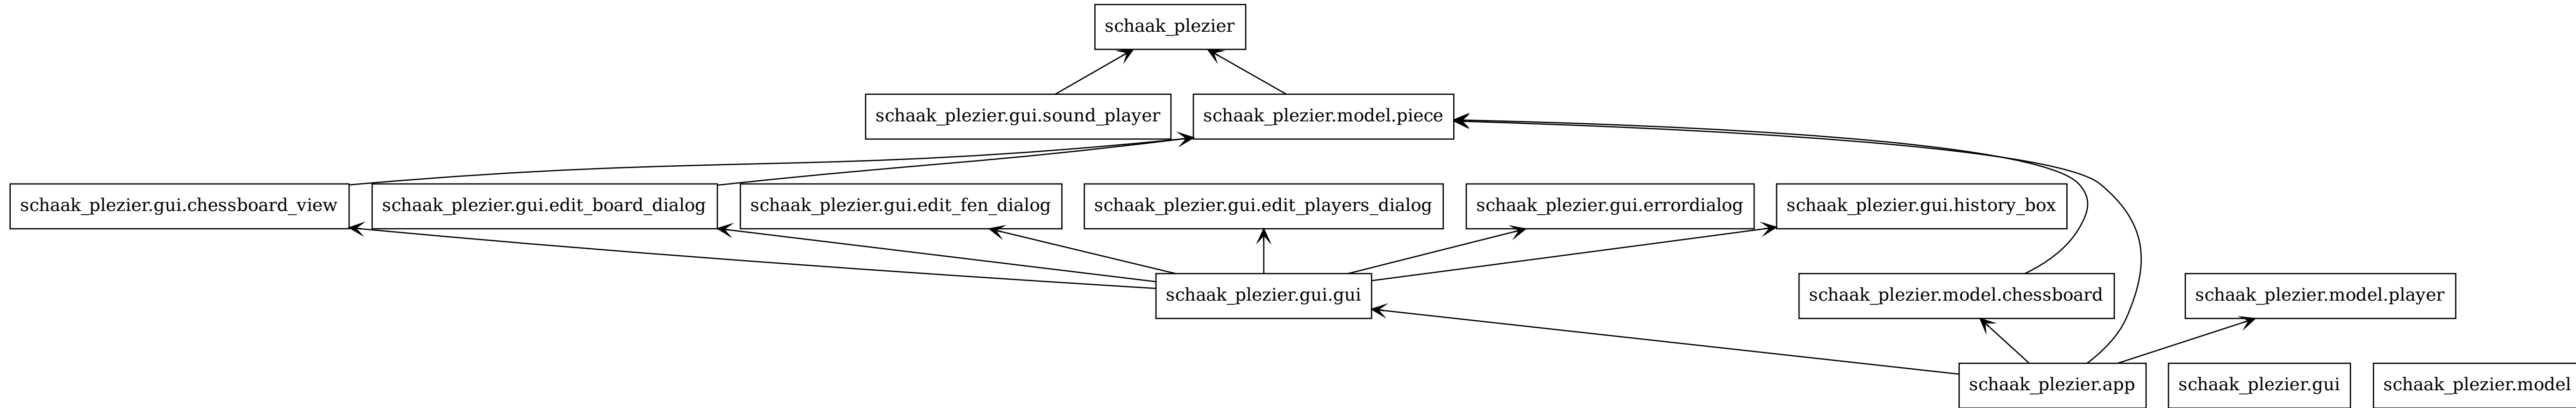 schaak_plezier
schaak_plezier.gui.sound_player
schaak_plezier.model.piece
schaak_plezier.gui.chessboard_view
schaak_plezier.gui.edit_board_dialog
schaak_plezier.gui.edit_fen_dialog
schaak_plezier.gui.edit_players_dialog
schaak_plezier.gui.errordialog
schaak_plezier.gui.history_box
schaak_plezier.gui.gui
schaak_plezier.model.chessboard
schaak_plezier.model.player
schaak_plezier.app
schaak_plezier.gui
schaak_plezier.model